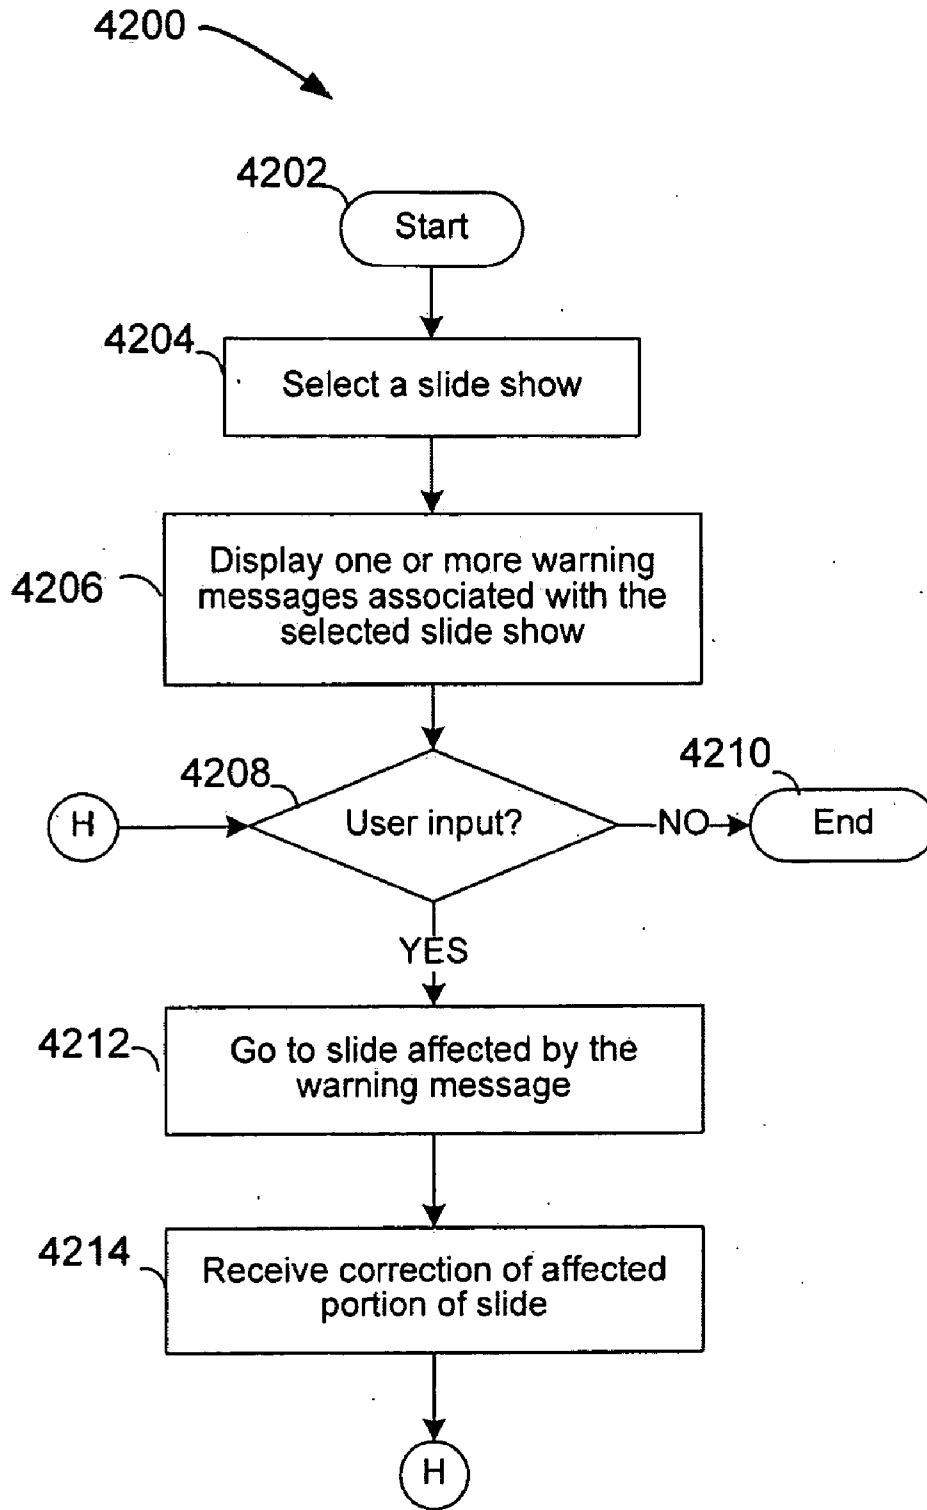 4200
4202
Start
4204
Select a slide show
4206
Display one or more warning
messages associated with the
selected slide show
4208
4210
H
User input?
NO
End
YES
4212
Go to slide affected by the
warning message
4214
Receive correction of affected
portion of slide
H